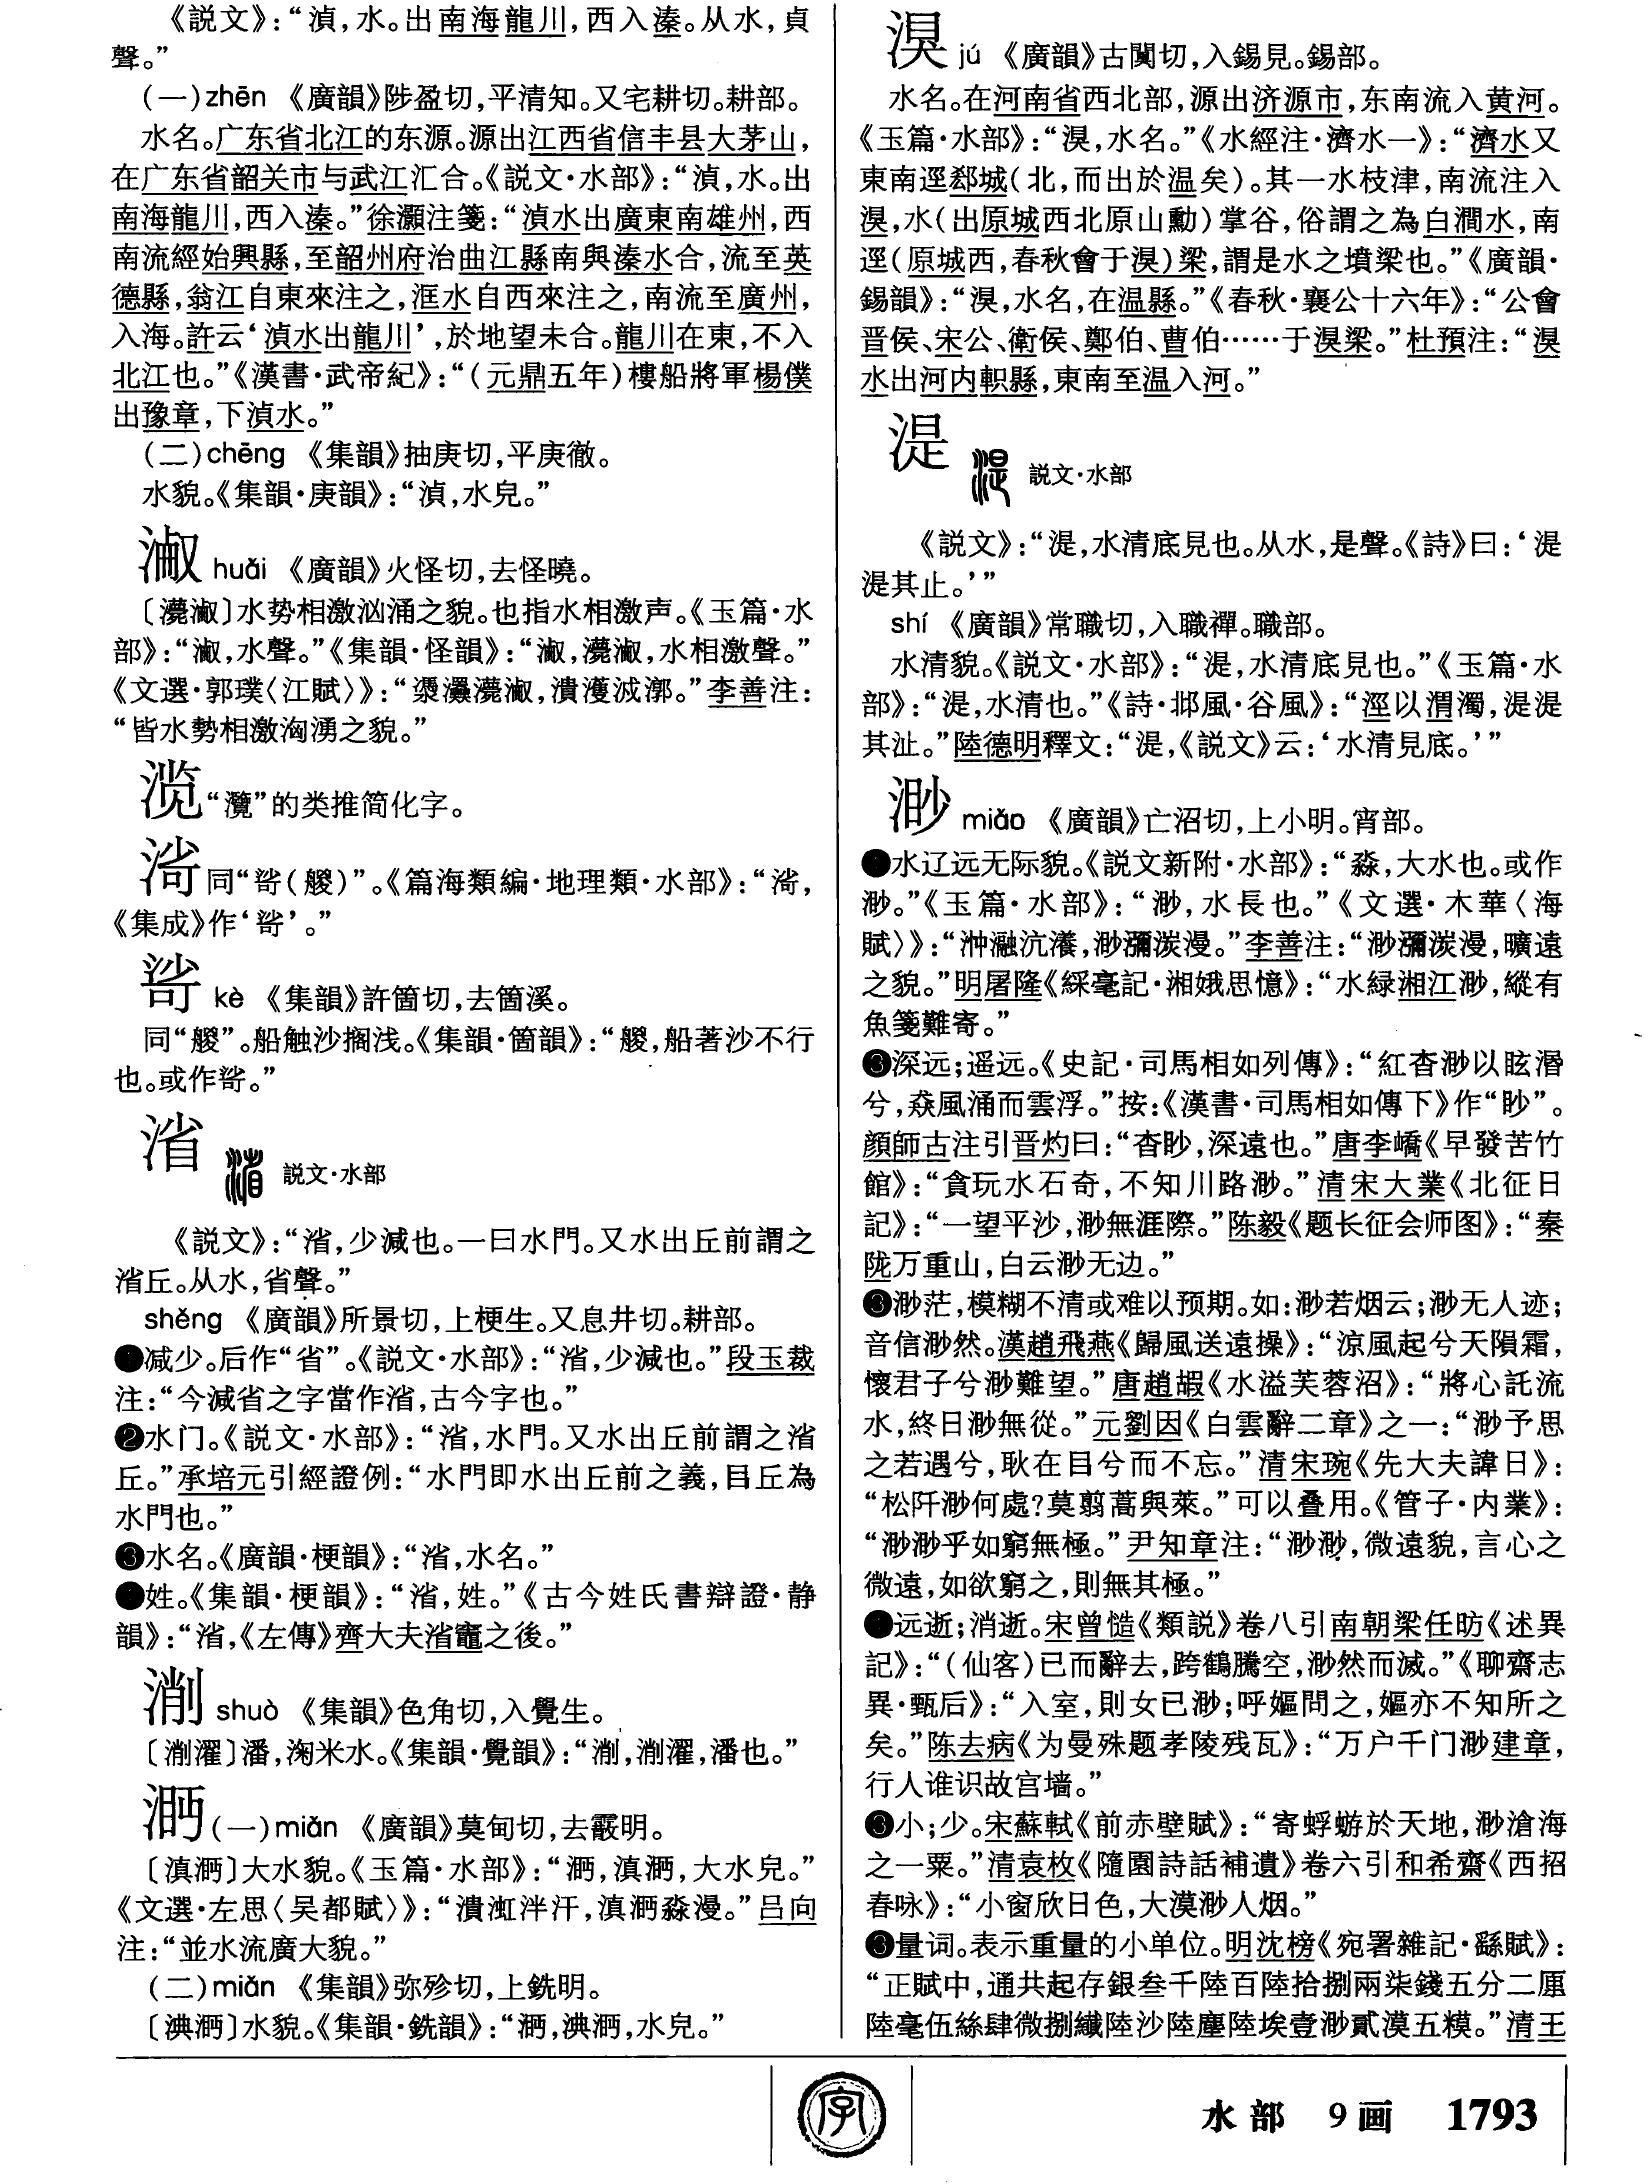 《説文》：“湞，水。出南海龍川，西入溱。从水，貞
聲。”
（一）zhēn 《廣韻》陟盈切，平清知。又宅耕切。耕部。
水名。广东省北江的东源。源出江西省信丰县大茅山，
在广东省韶关市与武江汇合。《説文·水部》：“湞，水。出
南海龍川，西入溱。”徐灝注箋：“湞水出廣東南雄州，西
南流經始興縣，至韶州府治曲江縣南與溱水合，流至英
德縣，翁江自東來注之，洭水自西來注之，南流至廣州，
入海。許云‘湞水出龍川’，於地望未合。龍川在東，不入
北江也。”《漢書·武帝紀》：“（元鼎五年）樓船將軍楊僕
出豫章，下湞水。”
（二）chēng 《集韻》抽庚切，平庚徹。
水貌。《集韻·庚韻》：“湞，水皃。”
㵽 huǎi 《廣韻》火怪切，去怪曉。
水势相激汹涌之貌。也指水相激声。《玉篇·水
部》：“，水聲。”《集韻·怪韻》：“，水相激聲。”
《文選·郭璞〈江賦〉》：“，潰濩泧漷。”李善注：
“皆水勢相激洶湧之貌。”
“灠”的类推简化字。
同“（艐）”。《篇海類編·地理類·水部》：“，
《集成》作‘’。”
kè 《集韻》許箇切，去箇溪。
同“艐”。船触沙搁浅。《集韻·箇韻》：“艐，船著沙不行
也。或作。”
渻 説文·水部
《説文》：“渻，少減也。一曰水門。又水出丘前謂之
渻丘。从水，省聲。”
shěng 《廣韻》所景切，上梗生。又息井切。耕部。
减少。后作“省”。《説文·水部》：“渻，少減也。”段玉裁
注：“今減省之字當作渻，古今字也。”
❷水门。《説文·水部》：“渻，水門。又水出丘前謂之渻
丘。”承培元引經證例：“水門即水出丘前之義，目丘為
水門也。”
❸水名。《廣韻·梗韻》：“渻，水名。”
姓。《集韻·梗韻》：“渻，姓。”《古今姓氏書辯證·静
韻》：“渻，《左傳》齊大夫渻竈之後。”
shuò 《集韻》色角切，入覺生。
〔濯〕潘，淘米水。《集韻·覺韻》：“，濯，潘也。”
㴐（一）miǎn 《廣韻》莫甸切，去霰明。
〔滇㴐〕大水貌。《玉篇·水部》：“㴐，滇㴐，大水皃。”
《文選·左思〈吴都賦〉》：“潰渱泮汗，滇㴐淼漫。”吕向
注：“並水流廣大貌。”
（二）miǎn 《集韻》弥殄切，上銑明。
〔淟㴐〕水貌。《集韻·銑韻》：“㴐，淟㴐，水皃。”
湨 jú 《廣韻》古闃切，入錫見。錫部。
水名。在河南省西北部，源出济源市，东南流入黄河。
《玉篇·水部》：“湨，水名。”《水經注·濟水一》：“濟水又
東南逕郄城（北，而出於温矣）。其一水枝津，南流注入
湨，水（出原城西北原山勳）掌谷，俗謂之為白澗水，南
逕（原城西，春秋會于湨）梁，謂是水之墳梁也。”《廣韻·
錫韻》：“湨，水名，在温縣。”《春秋·襄公十六年》：“公會
晋侯、宋公、衛侯、鄭伯、曹伯……于湨梁。”杜預注：“湨
水出河内軹縣，東南至温入河。”
湜 説文·水部
《説文》：“湜，水清底見也。从水，是聲。《詩》曰：‘湜
湜其止。’”
shí 《廣韻》常職切，入職禪。職部。
水清貌。《説文·水部》：“湜，水清底見也。”《玉篇·水
部》：“湜，水清也。”《詩·邶風·谷風》：“涇以渭濁，湜湜
其沚。”陸德明釋文：“湜，《説文》云：‘水清見底。’”
渺 miǎo 《廣韻》亡沼切，上小明。宵部。
水辽远无际貌。《説文新附·水部》：“淼，大水也。或作
渺。”《玉篇·水部》：“渺，水長也。”《文選·木華〈海
賦〉》：“沖瀜沆瀁，渺瀰湠漫。”李善注：“渺瀰湠漫，曠遠
之貌。”明屠隆《綵毫記·湘娥思憶》：“水緑湘江渺，縱有
魚箋難寄。”
❸深远；遥远。《史記·司馬相如列傳》：“紅杳渺以眩湣
兮，猋風涌而雲浮。”按：《漢書·司馬相如傳下》作“眇”。
顔師古注引晋灼曰：“杳眇，深遠也。”唐李嶠《早發苦竹
館》：“貪玩水石奇，不知川路渺。”清宋大業《北征日
記》：“一望平沙，渺無涯際。”陈毅《题长征会师图》：“秦
陇万重山，白云渺无边。”
❸渺茫，模糊不清或难以预期。如：渺若烟云；渺无人迹；
音信渺然。漢趙飛燕《歸風送遠操》：“涼風起兮天隕霜，
懷君子兮渺難望。”唐趙嘏《水溢芙蓉沼》：“將心託流
水，終日渺無從。”元劉因《白雲辭二章》之一：“渺予思
之若遇兮，耿在目兮而不忘。”清宋琬《先大夫諱日》：
“松阡渺何處？莫翦蒿與萊。”可以叠用。《管子·内業》：
“渺渺乎如窮無極。”尹知章注：“渺渺，微遠貌，言心之
微遠，如欲窮之，則無其極。”
远逝；消逝。宋曾慥《類説》卷八引南朝梁任昉《述異
記》：“（仙客）已而辭去，跨鶴騰空，渺然而滅。”《聊齋志
異·甄后》：“入室，則女已渺；呼嫗問之，嫗亦不知所之
矣。”陈去病《为曼殊题孝陵残瓦》：“万户千门渺建章，
行人谁识故宫墙。”
❸小；少。宋蘇軾《前赤壁賦》：“寄蜉蝣於天地，渺滄海
之一粟。”清袁枚《隨園詩話補遺》卷六引和希齋《西招
春咏》：“小窗欣日色，大漠渺人烟。”
❸量词。表示重量的小单位。明沈榜《宛署雜記·繇賦》：
“正賦中，通共起存銀叁千陸百陸拾捌兩柒錢五分二厘
陸毫伍絲肆微捌纖陸沙陸塵陸埃壹渺貳漠五模。”清王
字
水部 9画 1793